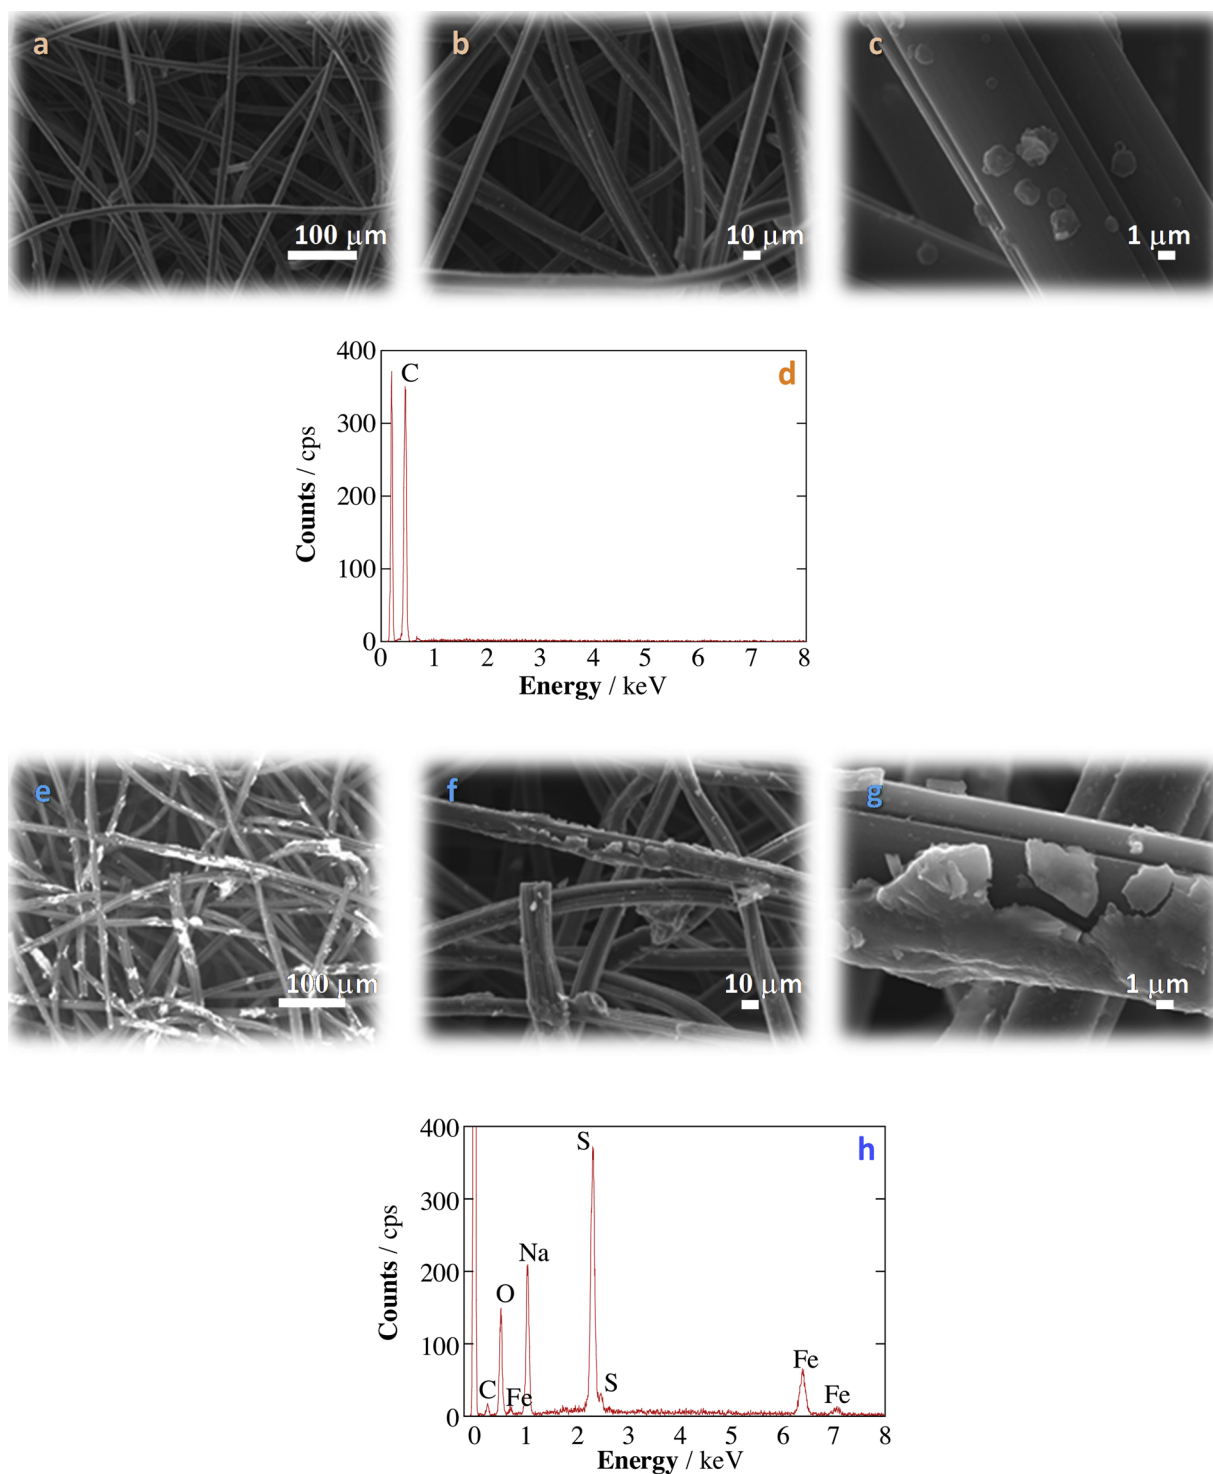 a
b
c
100 μm
10 μm
1 μm
400
300
200
100
0
C
d
Counts / cps
0 1 2 3 4 5 6 7 8
Energy / keV
e
f
g
100 μm
10 μm
1 μm
400
300
200
100
0
S
h
Na
O
C
Fe
S
Fe
Fe
Counts / cps
0 1 2 3 4 5 6 7 8
Energy / keV